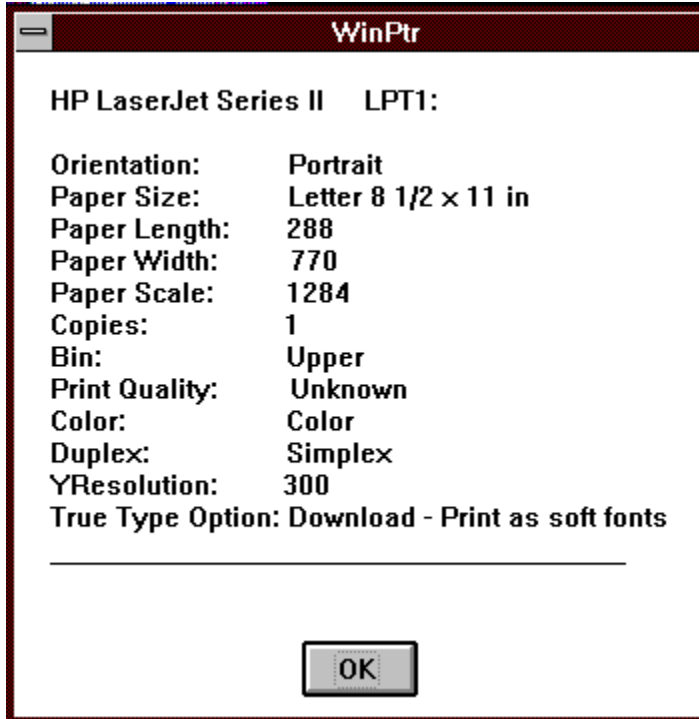 WinPtr
HP LaserJet Series II LPT1:
Orientation: Portrait
Paper Size: Letter 8 1/2 x 11 in
Paper Length: 288
Paper Width: 770
Paper Scale: 1284
Copies: 1
Bin: Upper
Print Quality: Unknown
Color: Color
Duplex: Simplex
YResolution: 300
True Type Option: Download - Print as soft fonts
OK